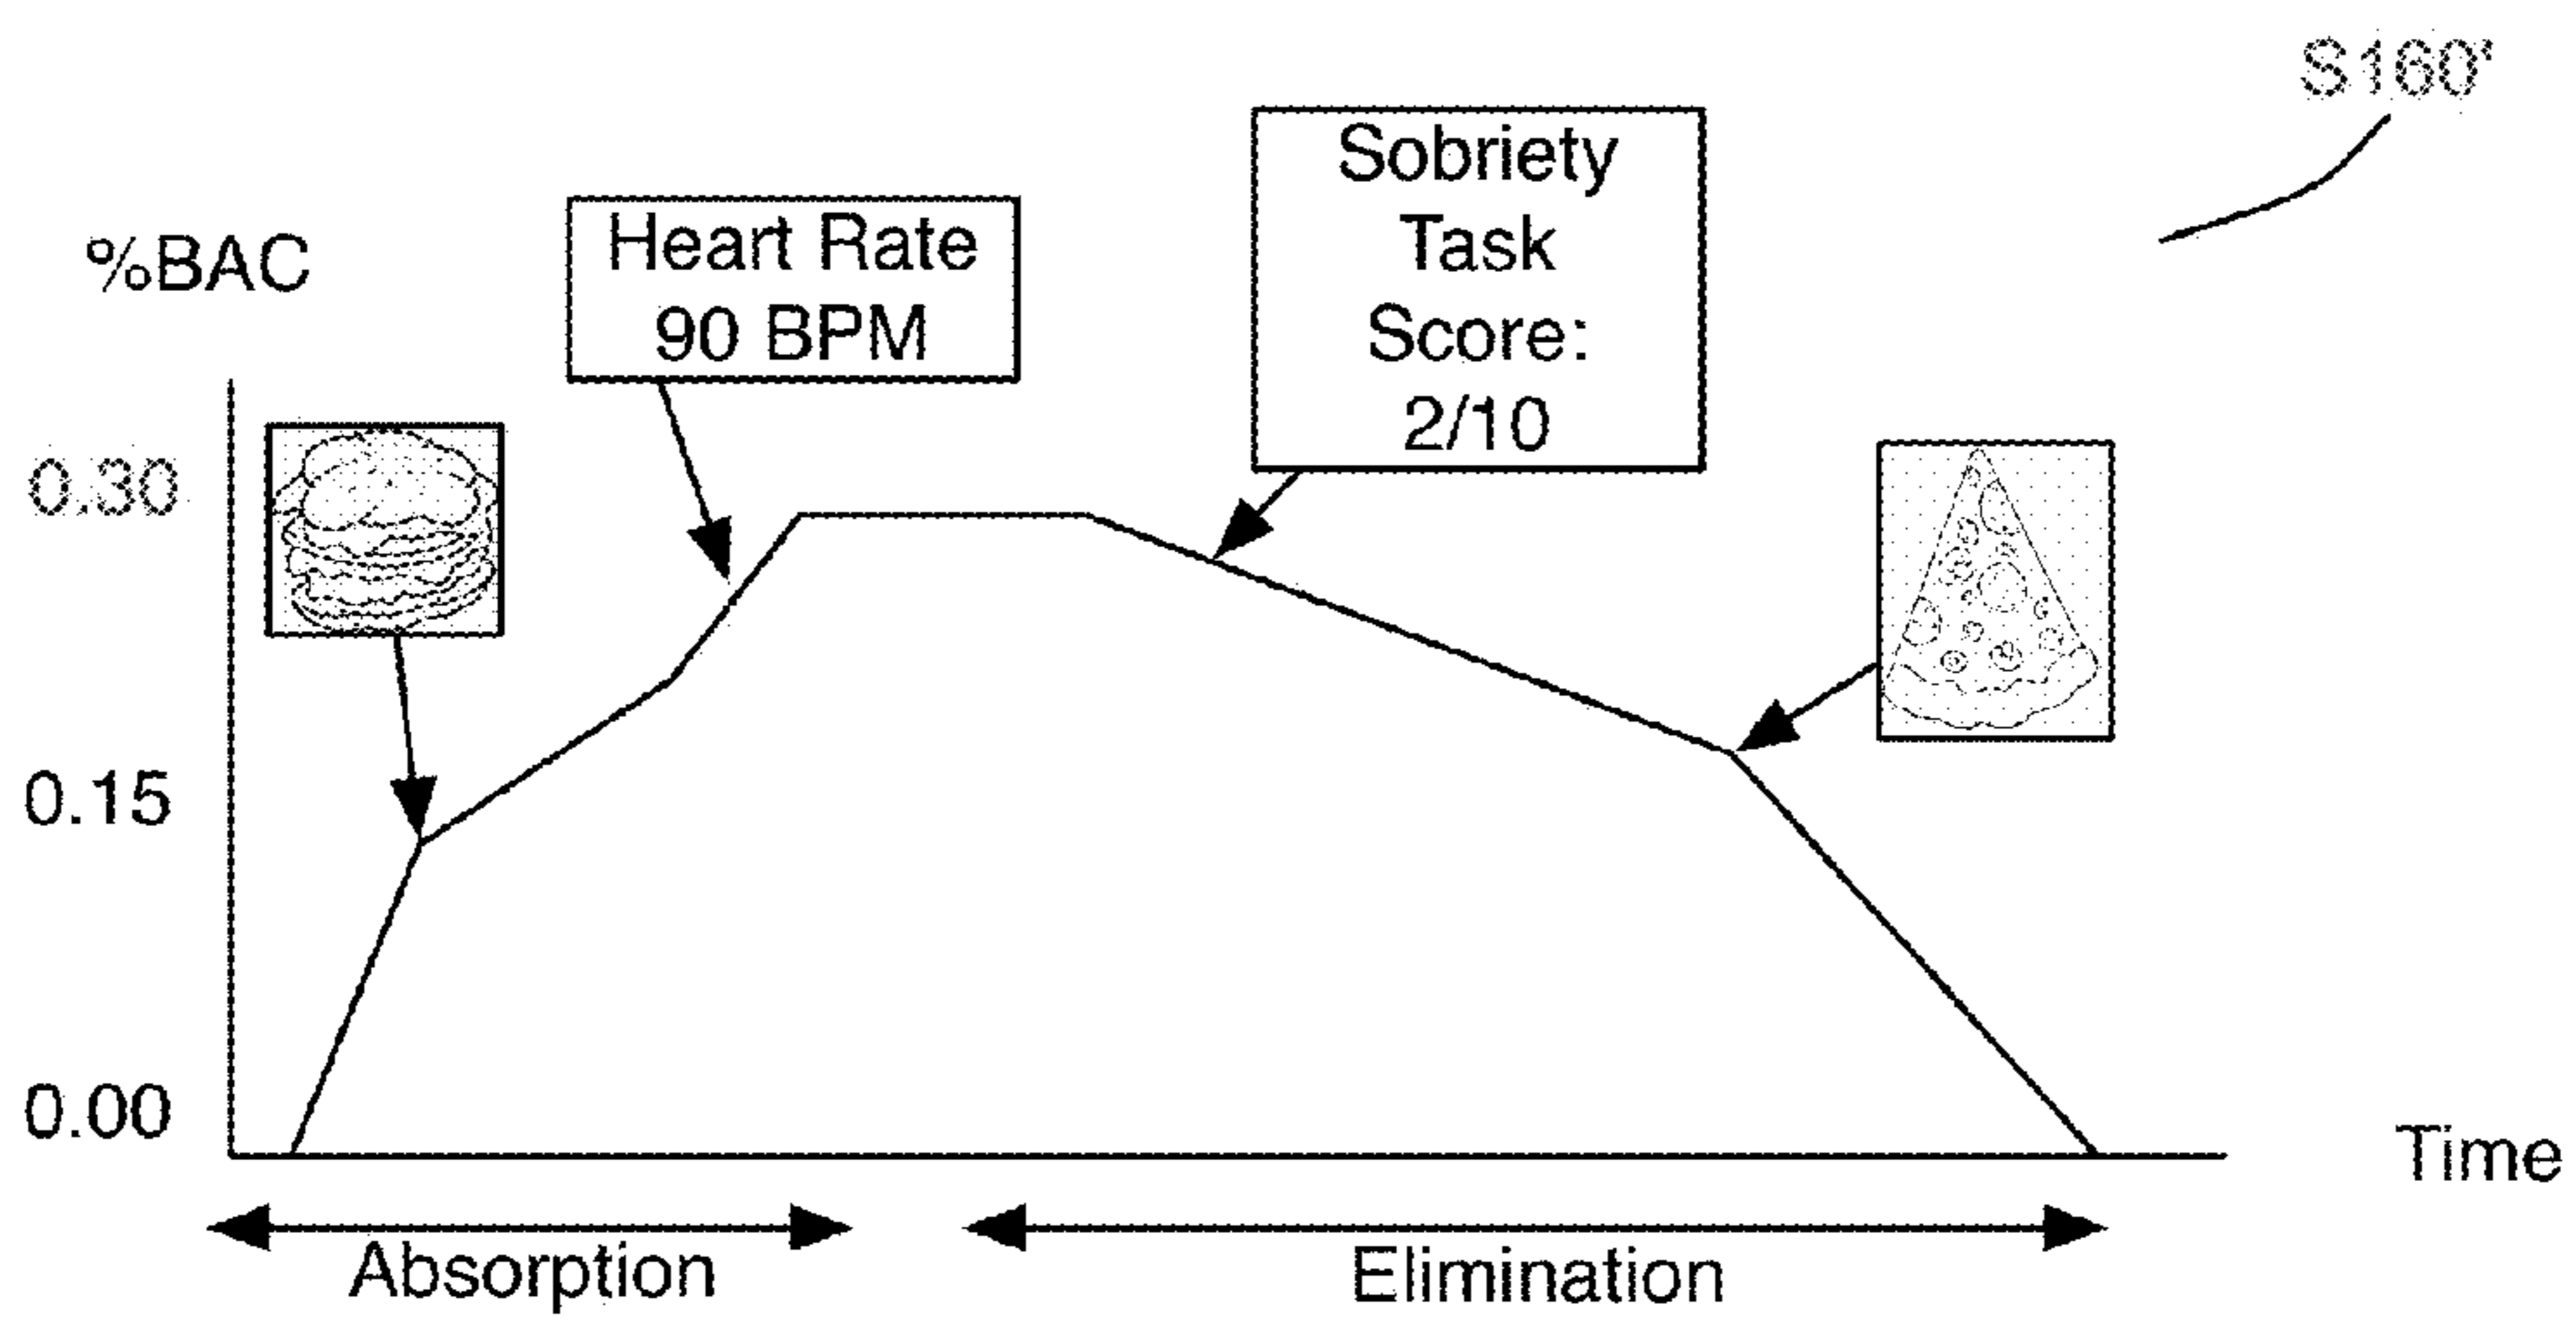 S160'
%BAC
Heart Rate
90 BPM
Sobriety
Task
Score:
2/10
0.30
0.15
0.00
Time
Absorption
Elimination